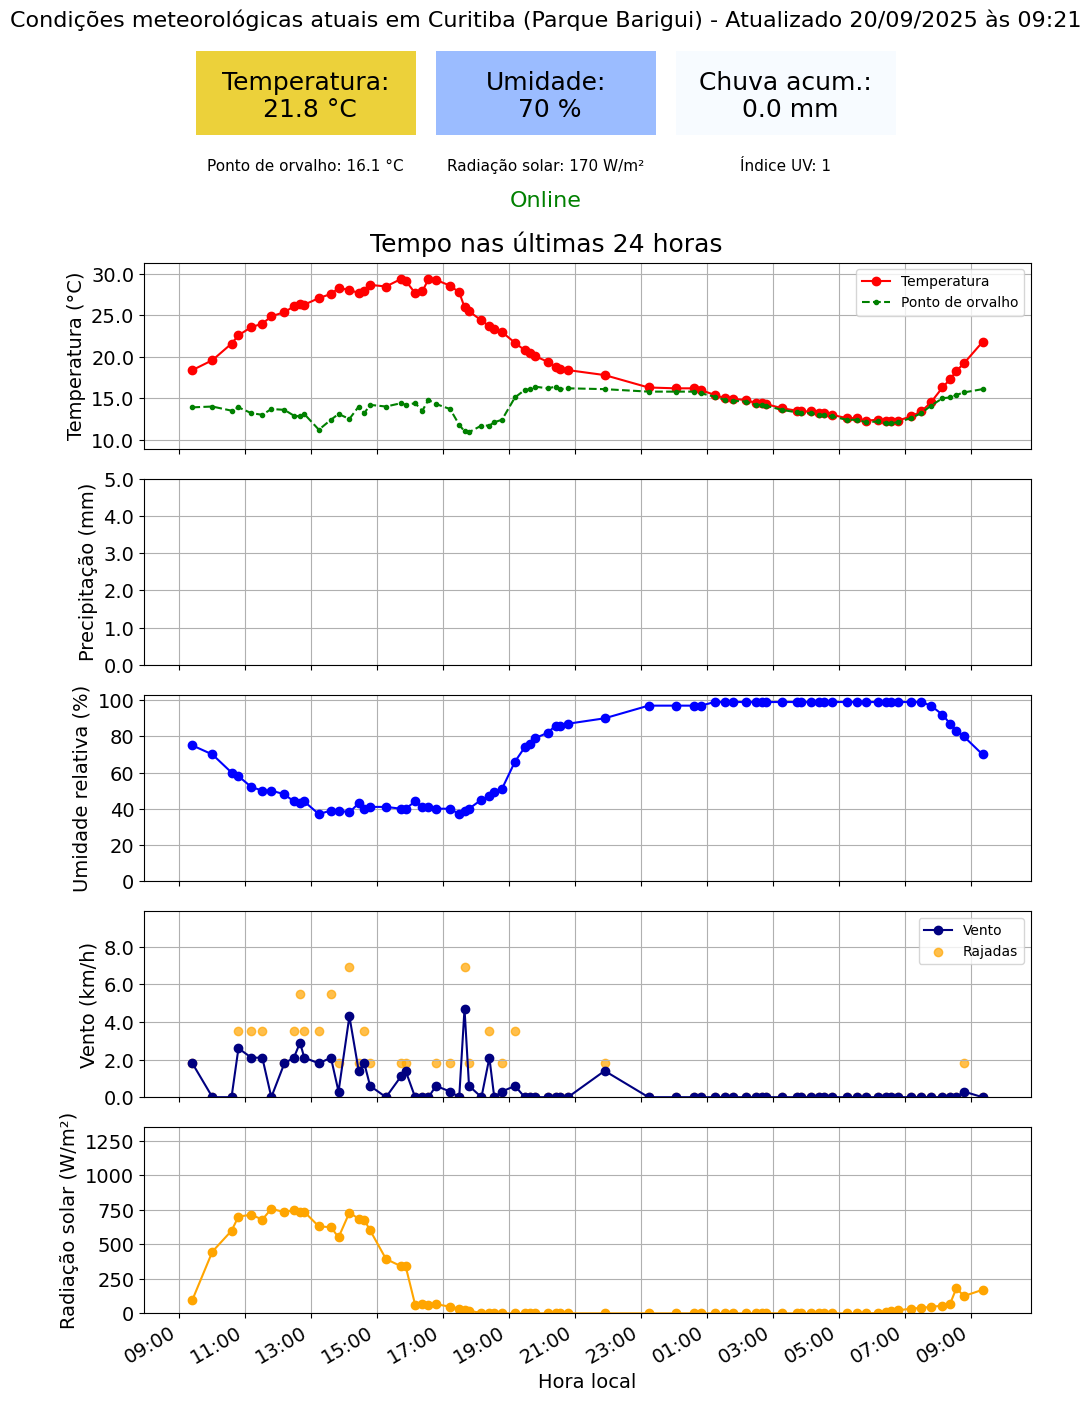 Condições meteorológicas atuais em Curitiba (Parque Barigui) - Atualizado 20/09/2025 às 09:21
Temperatura:
21.8 °C
Umidade:
70 %
Chuva acum.:
0.0 mm
Ponto de orvalho: 16.1 °C
Radiação solar: 170 W/m²
Índice UV: 1
Online
Tempo nas últimas 24 horas
Temperatura (°C)
30.0
25.0
20.0
15.0
10.0
Temperatura
Ponto de orvalho
Precipitação (mm)
5.0
4.0
3.0
2.0
1.0
0.0
Umidade relativa (%)
100
80
60
40
20
0
Vento (km/h)
8.0
6.0
4.0
2.0
0.0
Vento
Rajadas
Radiação solar (W/m²)
1250
1000
750
500
250
0
09:00 11:00 13:00 15:00 17:00 19:00 21:00 23:00 01:00 03:00 05:00 07:00 09:00
Hora local